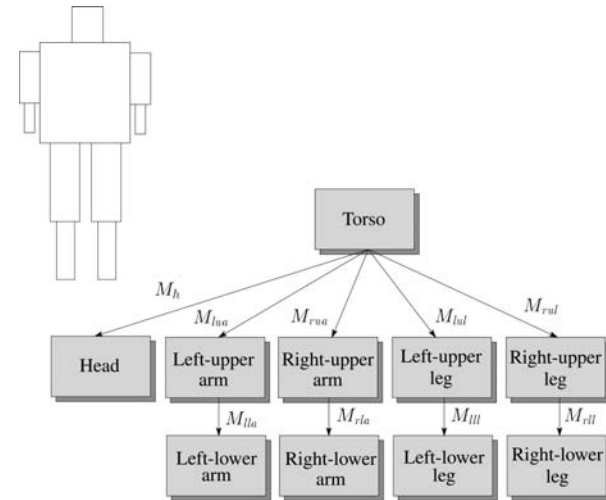 Torso
M_h
M_lua
M_rua
M_lul
M_rul
Head
Left-upper
arm
Right-upper
arm
Left-upper
leg
Right-upper
leg
M_lla
M_rla
M_lll
M_rll
Left-lower
arm
Right-lower
arm
Left-lower
leg
Right-lower
leg